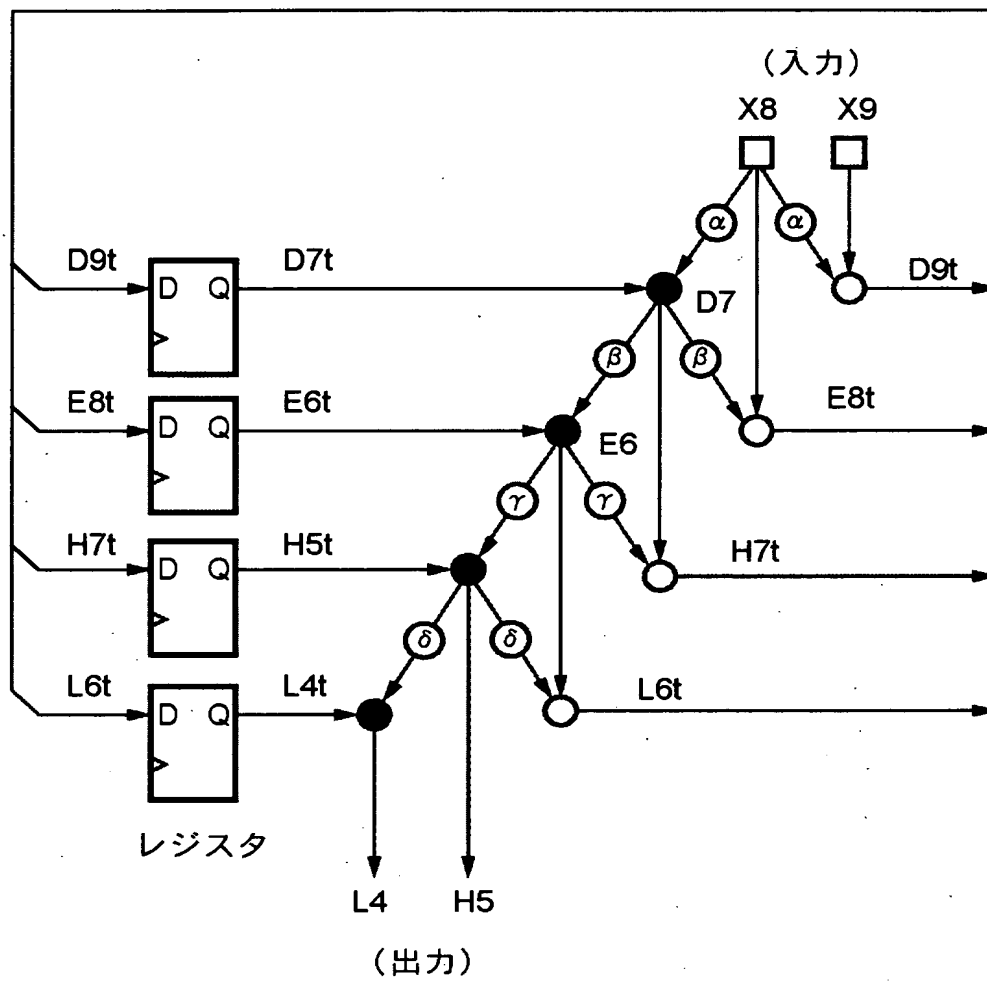 (入力)
X8 X9
α α
D9t D Q D7t D7 D9t
β β
E8t D Q E6t E6 E8t
γ γ
H7t D Q H5t H7t
δ δ
L6t D Q L4t L6t
レジスタ
L4 H5
(出力)